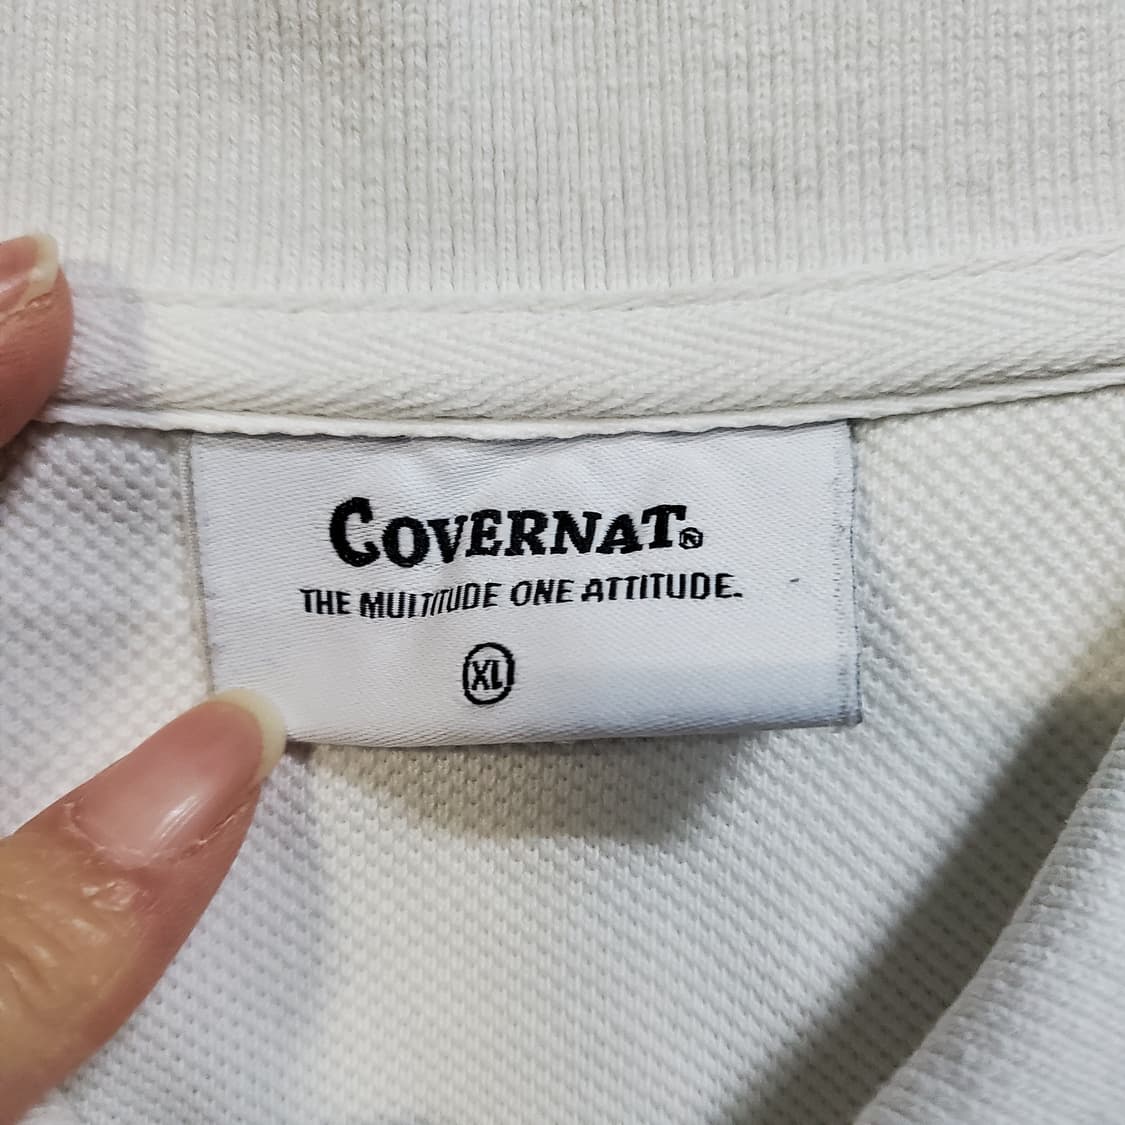 COVERNAT®
THE MULTITUDE ONE ATTITUDE.
XL